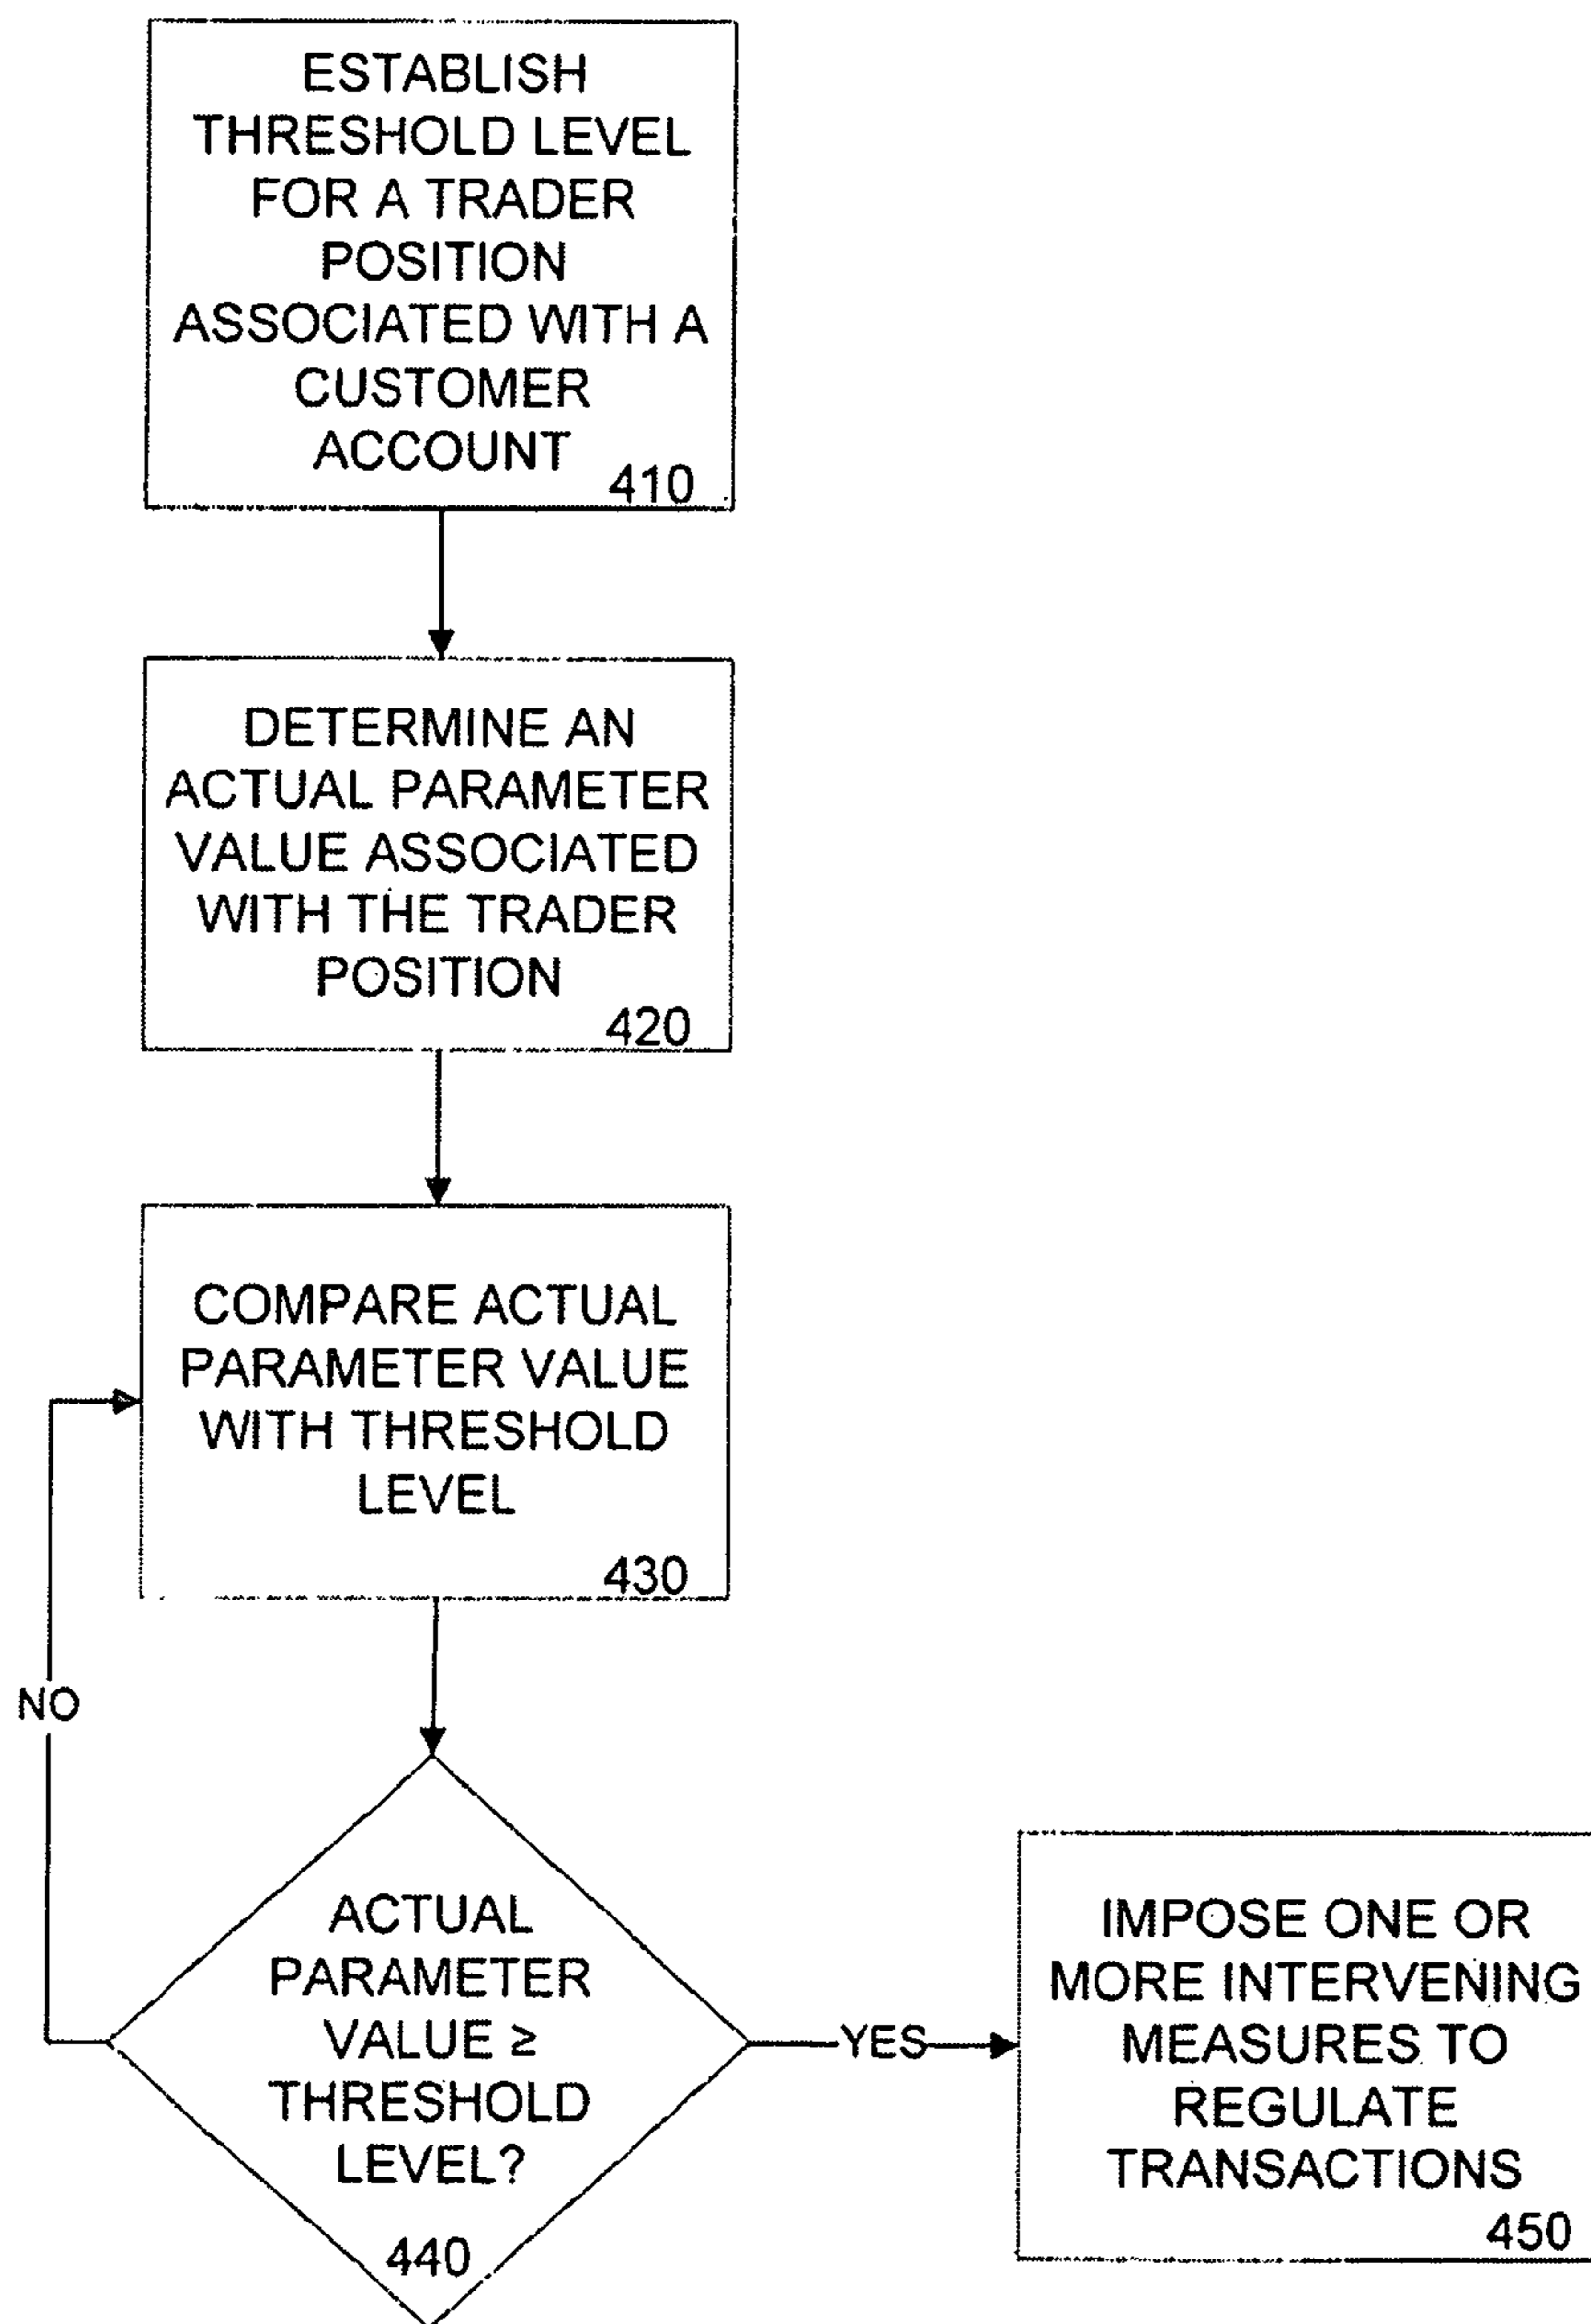 ESTABLISH
THRESHOLD LEVEL
FOR A TRADER
POSITION
ASSOCIATED WITH A
CUSTOMER
ACCOUNT
410
DETERMINE AN
ACTUAL PARAMETER
VALUE ASSOCIATED
WITH THE TRADER
POSITION
420
COMPARE ACTUAL
PARAMETER VALUE
WITH THRESHOLD
LEVEL
430
NO
ACTUAL
PARAMETER
VALUE ≥
THRESHOLD
LEVEL?
440
YES
IMPOSE ONE OR
MORE INTERVENING
MEASURES TO
REGULATE
TRANSACTIONS
450